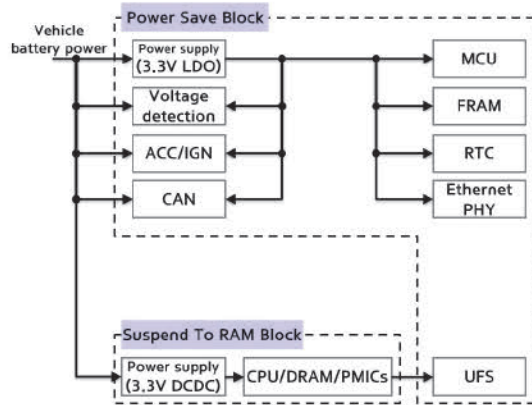 Power Save Block
Vehicle
battery power
Power supply
(3.3V LDO)
MCU
Voltage
detection
FRAM
ACC/IGN
RTC
CAN
Ethernet
PHY
Suspend To RAM Block
Power supply
(3.3V DCDC)
CPU/DRAM/PMICs
UFS